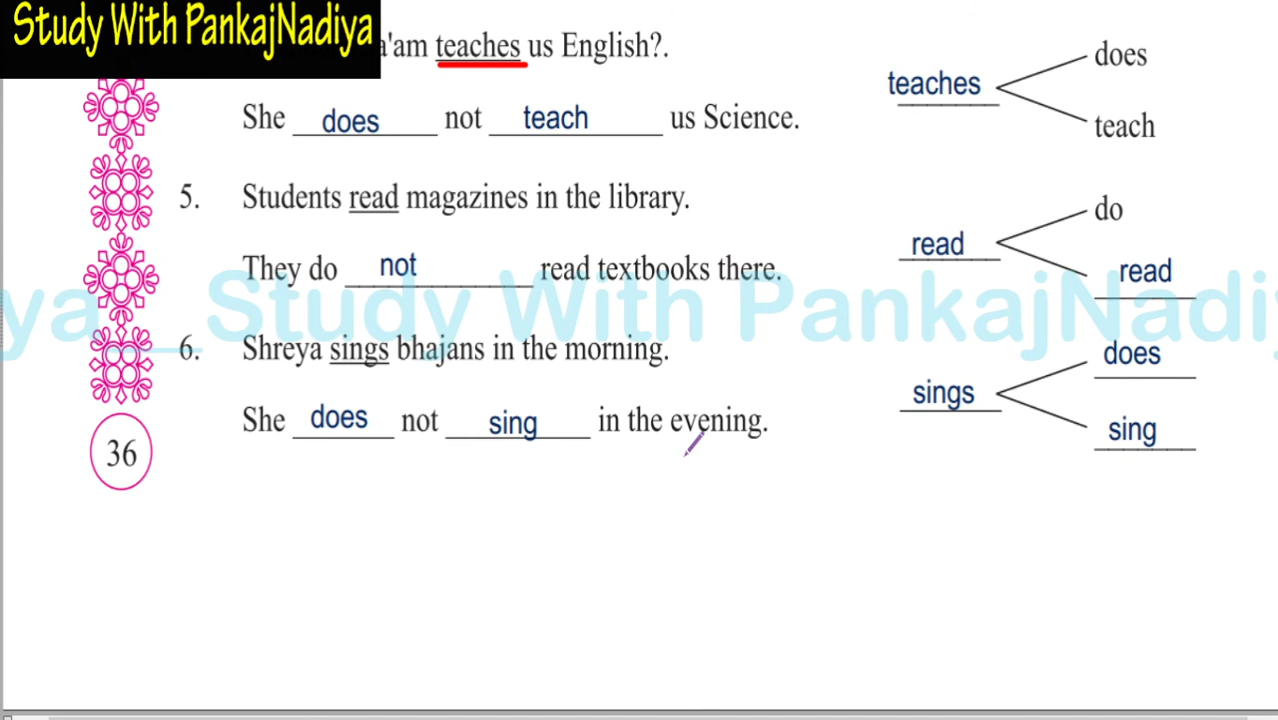 Study With PankajNadiya
a'am teaches us English?.
She does not teach us Science.
teaches
does
teach
5. Students read magazines in the library.
They do not read textbooks there.
read
do
read
ya__Study With PankajNadi
6. Shreya sings bhajans in the morning.
She does not sing in the evening.
sings
does
sing
36